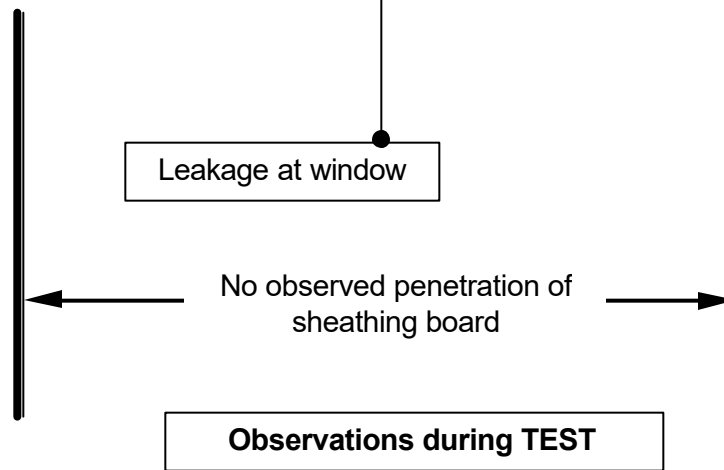 Leakage at window
No observed penetration of
sheathing board
Observations during TEST